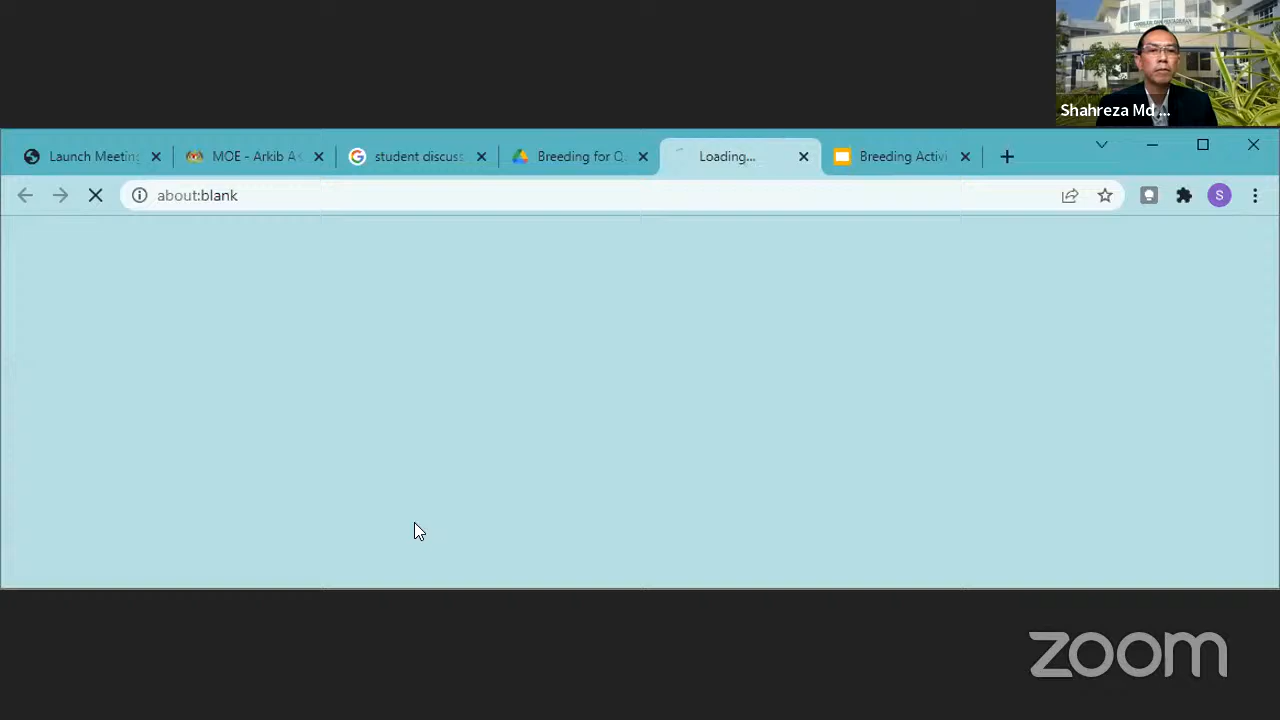 Shahreza Md ...
Launch Meeting
MOE - Arkib A
student discuss
Breeding for Q
Loading...
Breeding Activi
about:blank
S
zoom